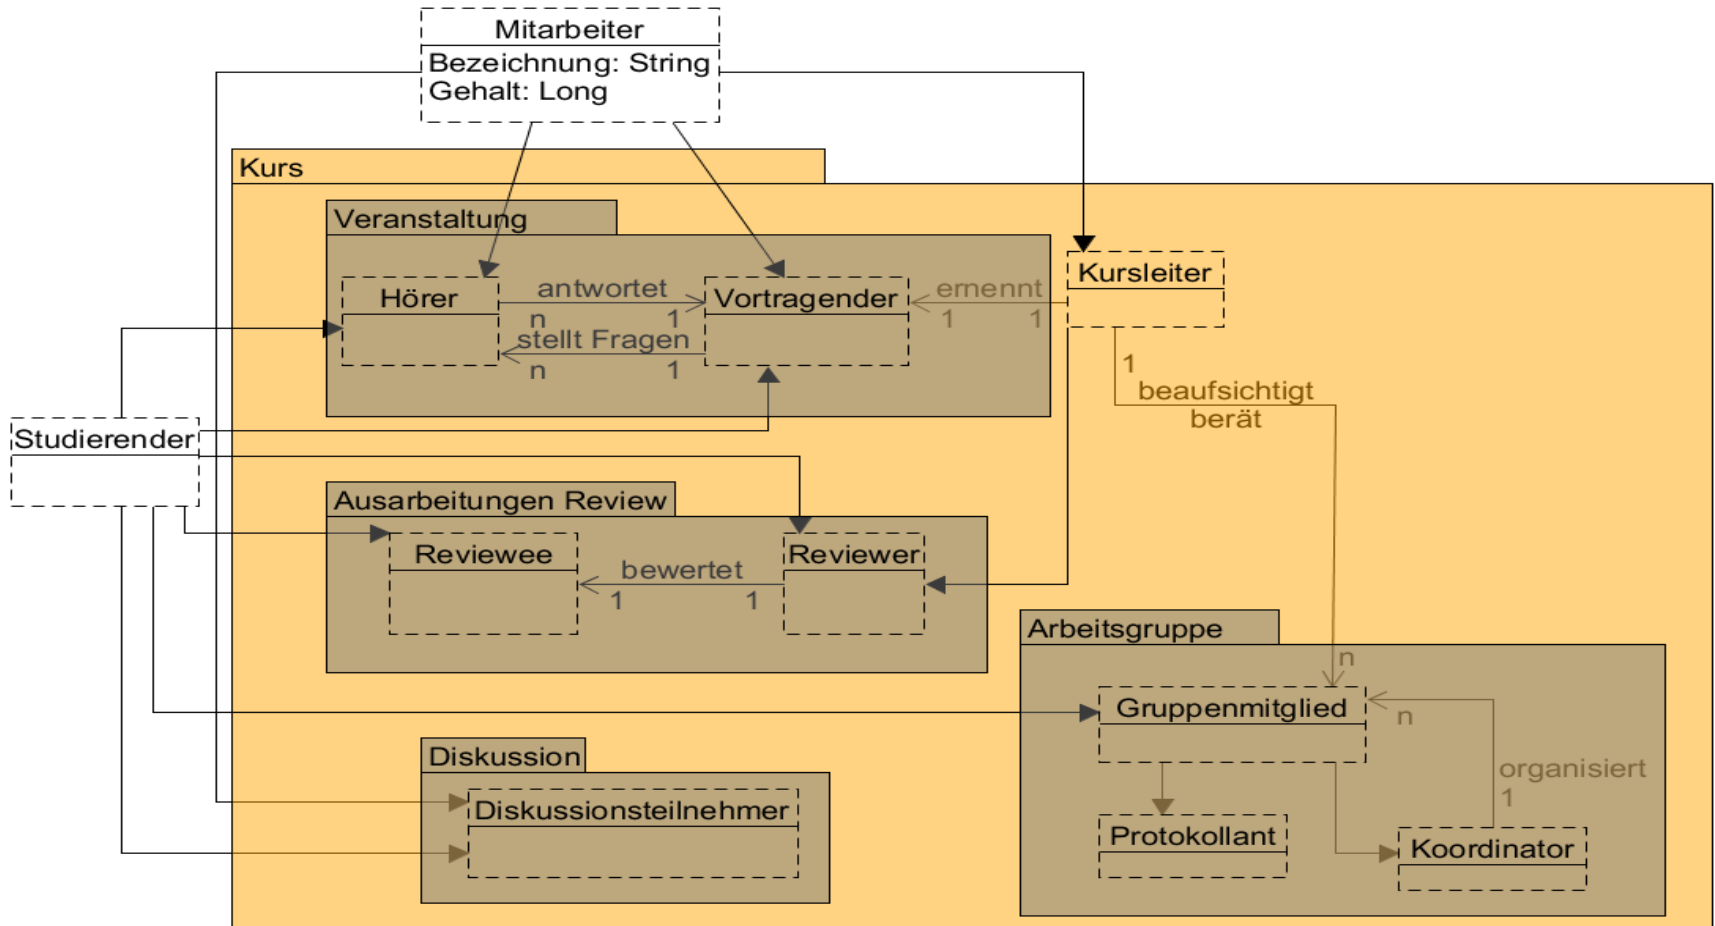 Mitarbeiter
Bezeichnung: String
Gehalt: Long
Kurs
Veranstaltung
Hörer
antwortet
n
1
stellt Fragen
n
1
Vortragender
ernennt
1
1
Kursleiter
1
beaufsichtigt
berät
Studierender
Ausarbeitungen Review
Reviewee
bewertet
1
1
Reviewer
Arbeitsgruppe
n
Gruppenmitglied
n
organisiert
1
Diskussion
Diskussionsteilnehmer
Protokollant
Koordinator